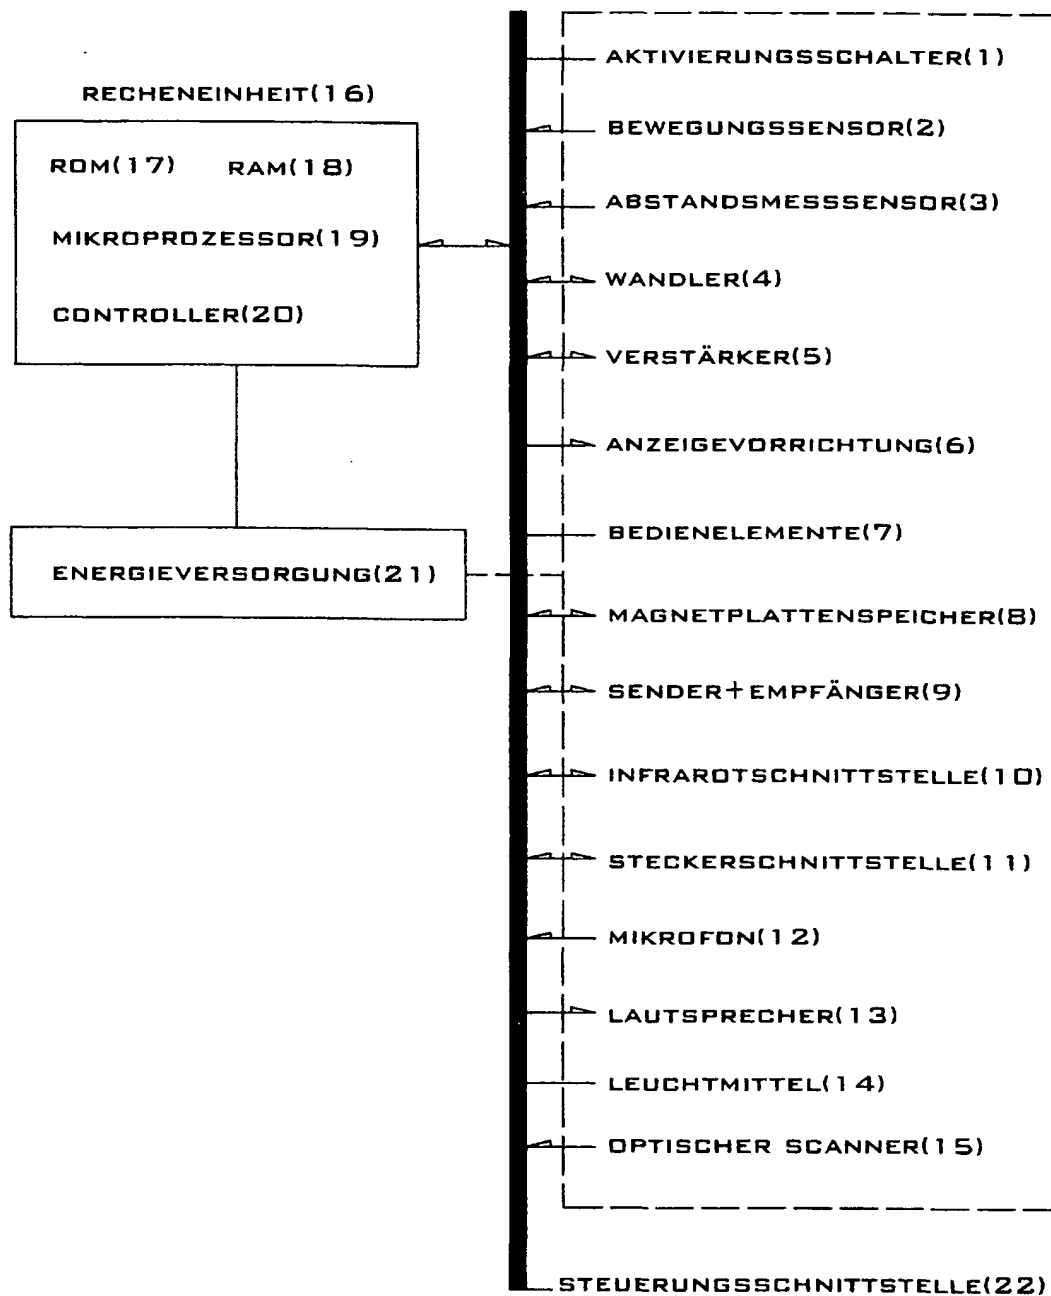 RECHENEINHEIT(16)
ROM(17) RAM(18)
MIKROPROZESSOR(19)
CONTROLLER(20)
ENERGIEVERSORGUNG(21)
AKTIVIERUNGSSCHALTER(1)
BEWEGUNGSSENSOR(2)
ABSTANDSMESSSENSOR(3)
WANDLER(4)
VERSTÄRKER(5)
ANZEIGEVORRICHTUNG(6)
BEDIENELEMENTE(7)
MAGNETPLATTENSPEICHER(8)
SENDER+EMPFÄNGER(9)
INFRAROTSCHNITTSTELLE(10)
STECKERSCHNITTSTELLE(11)
MIKROFON(12)
LAUTSPRECHER(13)
LEUCHTMITTEL(14)
OPTISCHER SCANNER(15)
STEUERUNGSSCHNITTSTELLE(22)